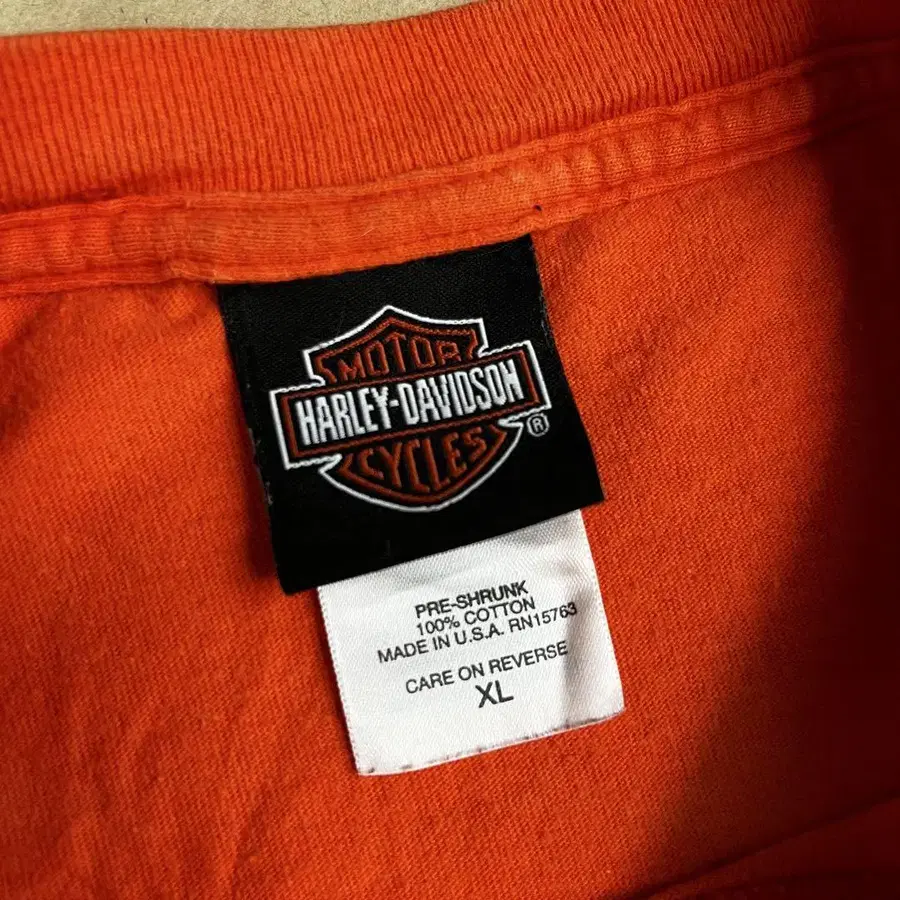 MOTOR
HARLEY-DAVIDSON
CYCLES
®
PRE-SHRUNK
100% COTTON
MADE IN U.S.A. RN15763
CARE ON REVERSE
XL